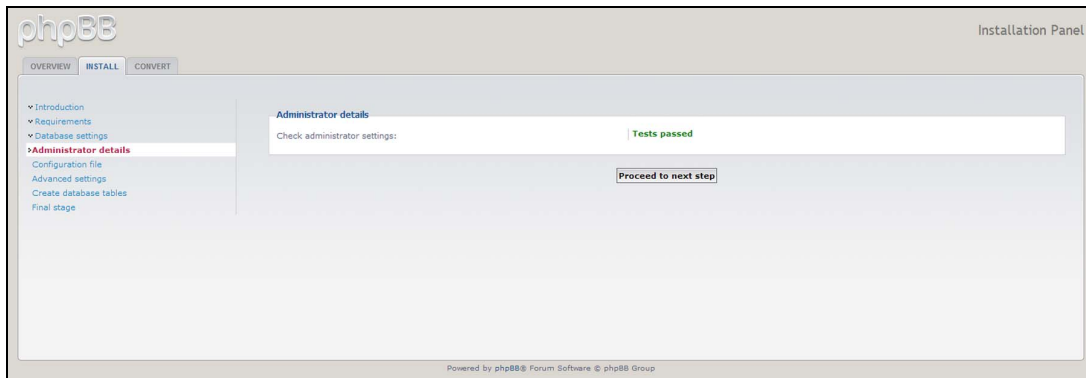 phpBB
Installation Panel
OVERVIEW INSTALL CONVERT
Introduction
Requirements
Database settings
Administrator details
Configuration file
Advanced settings
Create database tables
Final stage
Administrator details
Check administrator settings: Tests passed
Proceed to next step
Powered by phpBB® Forum Software © phpBB Group